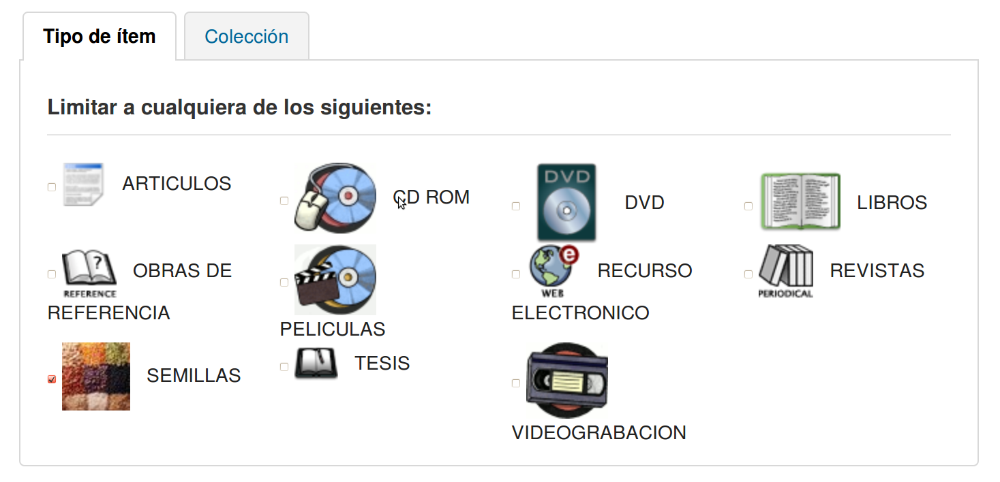 Tipo de ítem
Colección
Limitar a cualquiera de los siguientes:
ARTICULOS
CD ROM
DVD
DVD
LIBROS
REFERENCE
OBRAS DE
REFERENCIA
PELICULAS
WEB
e
RECURSO
ELECTRONICO
PERIODICAL
REVISTAS
SEMILLAS
TESIS
VIDEOGRABACION